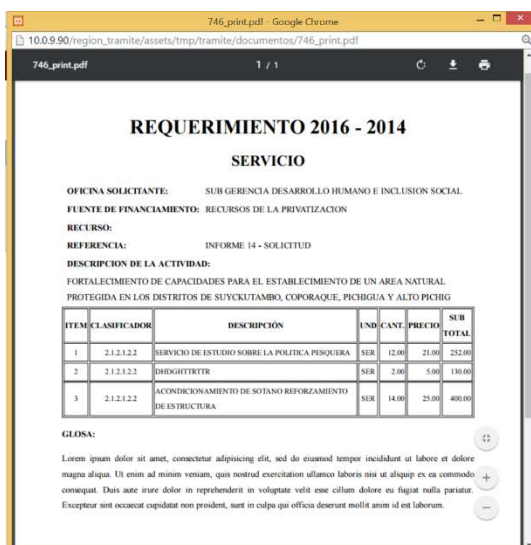 746_print.pdf - Google Chrome
10.0.9.90/region_tramite/assets/tmp/tramite/documentos/746_print.pdf
746_print.pdf 1 / 1
REQUERIMIENTO 2016 - 2014
SERVICIO
OFICINA SOLICITANTE: SUB GERENCIA DESARROLLO HUMANO E INCLUSION SOCIAL
FUENTE DE FINANCIAMIENTO: RECURSOS DE LA PRIVATIZACION
RECURSO:
REFERENCIA: INFORME 14 - SOLICITUD
DESCRIPCION DE LA ACTIVIDAD:
FORTALECIMIENTO DE CAPACIDADES PARA EL ESTABLECIMIENTO DE UN AREA NATURAL
PROTEGIDA EN LOS DISTRITOS DE SUYCKUTAMBO, COPORAQUE, PICHIGUA Y ALTO PICHIG
ITEM CLASIFICADOR DESCRIPCIÓN UND CANT. PRECIO SUB TOTAL
1 2.1.2.1.2.2 SERVICIO DE ESTUDIO SOBRE LA POLITICA PESQUERA SER 12.00 21.00 252.00
2 2.1.2.1.2.2 DHDGHTTRTTR SER 2.00 5.00 130.00
3 2.1.2.1.2.2 ACONDICIONAMIENTO DE SOTANO REFORZAMIENTO
DE ESTRUCTURA SER 14.00 25.00 400.00
GLOSA:
Lorem ipsum dolor sit amet, consectetur adipisicing elit, sed do eiusmod tempor incididunt ut labore et dolore
magna aliqua. Ut enim ad minim veniam, quis nostrud exercitation ullamco laboris nisi ut aliquip ex ea commodo
consequat. Duis aute irure dolor in reprehenderit in voluptate velit esse cillum dolore eu fugiat nulla pariatur.
Excepteur sint occaecat cupidatat non proident, sunt in culpa qui officia deserunt mollit anim id est laborum.